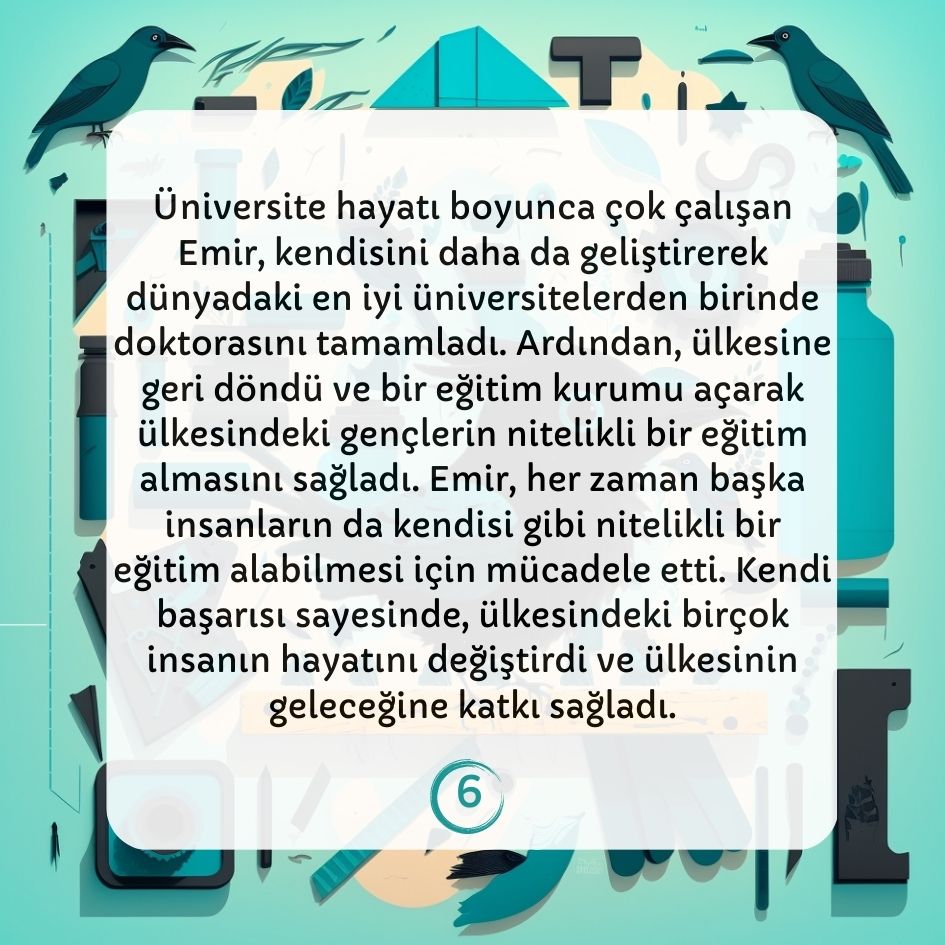 Üniversite hayatı boyunca çok çalışan
Emir, kendisini daha da geliştirerek
dünyadaki en iyi üniversitelerden birinde
doktorasını tamamladı. Ardından, ülkesine
geri döndü ve bir eğitim kurumu açarak
ülkesindeki gençlerin nitelikli bir eğitim
almasını sağladı. Emir, her zaman başka
insanların da kendisi gibi nitelikli bir
eğitim alabilmesi için mücadele etti. Kendi
başarısı sayesinde, ülkesindeki birçok
insanın hayatını değiştirdi ve ülkesinin
geleceğine katkı sağladı.
6